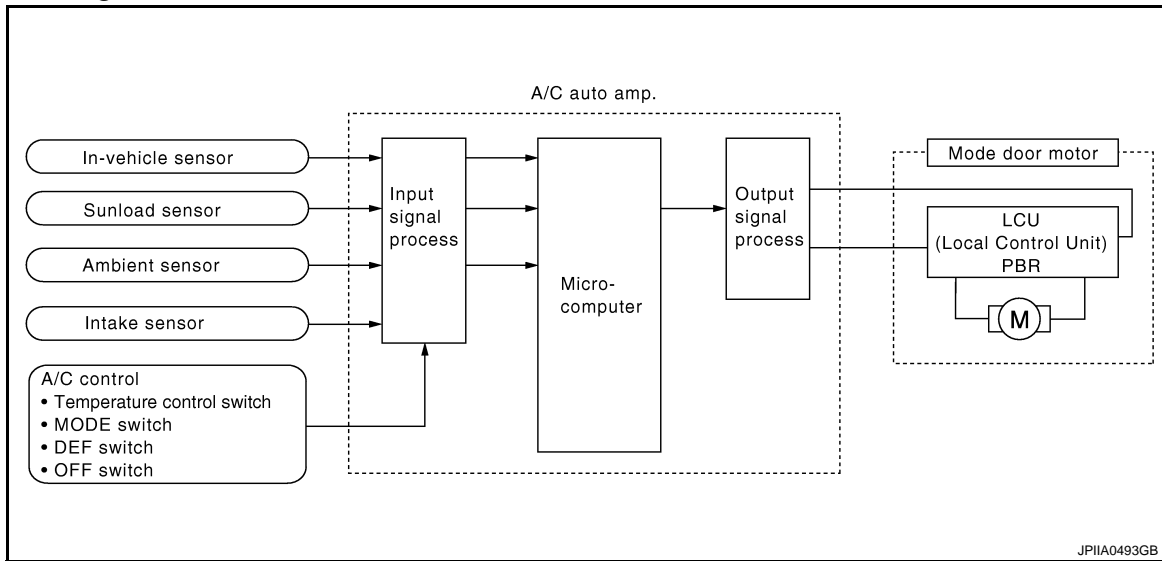 A/C auto amp.
In-vehicle sensor
Sunload sensor
Ambient sensor
Intake sensor
A/C control
• Temperature control switch
• MODE switch
• DEF switch
• OFF switch
Input
signal
process
Micro-
computer
Output
signal
process
Mode door motor
LCU
(Local Control Unit)
PBR
M
JPIIA0493GB